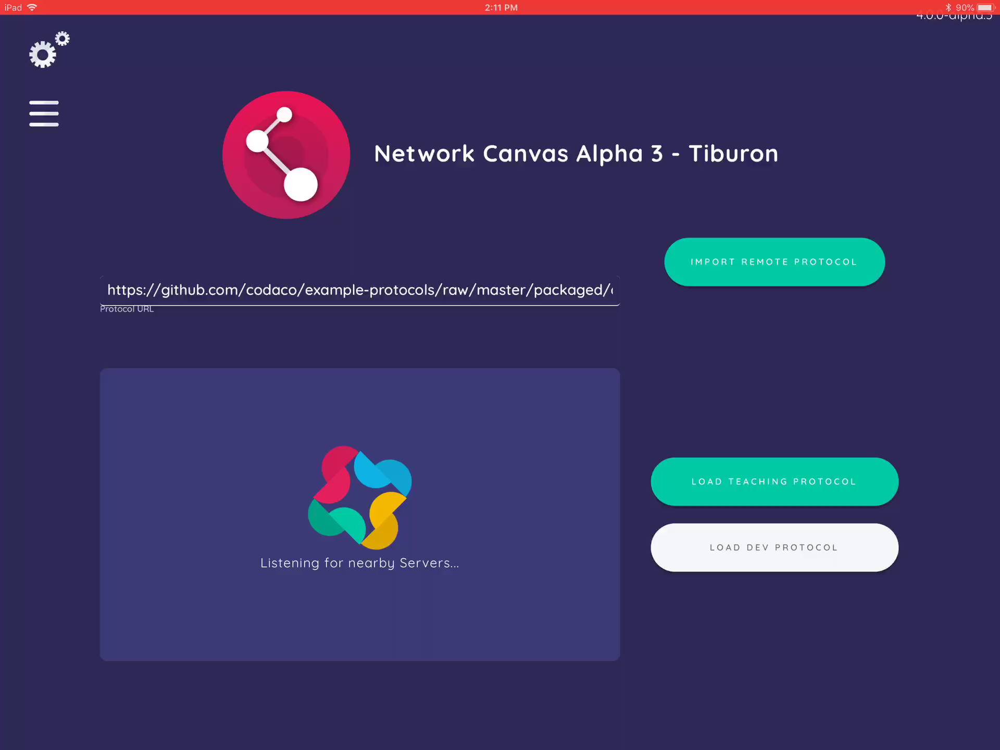 iPad
2:11 PM
90%
4.0.0-alpha.3
Network Canvas Alpha 3 - Tiburon
IMPORT REMOTE PROTOCOL
https://github.com/codaco/example-protocols/raw/master/packaged/
Protocol URL
LOAD TEACHING PROTOCOL
LOAD DEV PROTOCOL
Listening for nearby Servers...